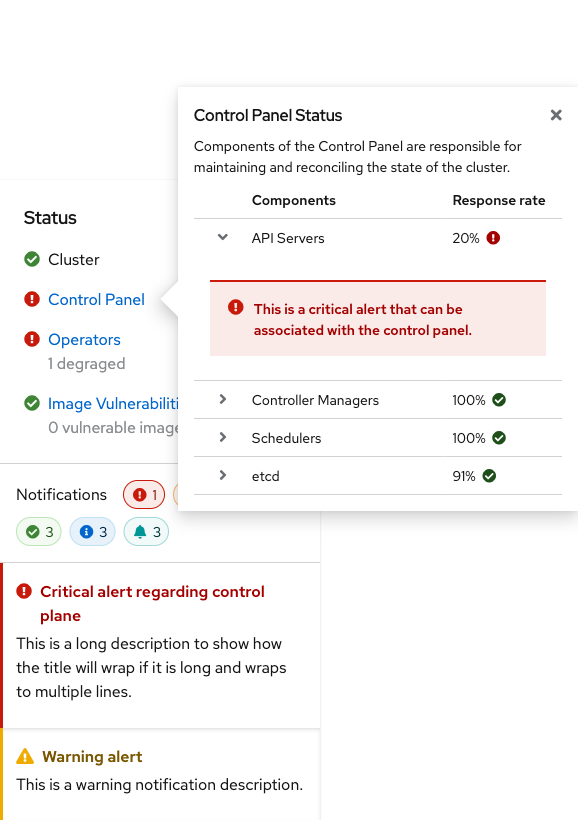 Control Panel Status
Components of the Control Panel are responsible for
maintaining and reconciling the state of the cluster.
Components Response rate
API Servers 20%
This is a critical alert that can be
associated with the control panel.
Controller Managers 100%
Schedulers 100%
etcd 91%
Status
Cluster
Control Panel
Operators
1 degraded
Image Vulnerabiliti
0 vulnerable image
Notifications 1
3 3 3
Critical alert regarding control
plane
This is a long description to show how
the title will wrap if it is long and wraps
to multiple lines.
Warning alert
This is a warning notification description.